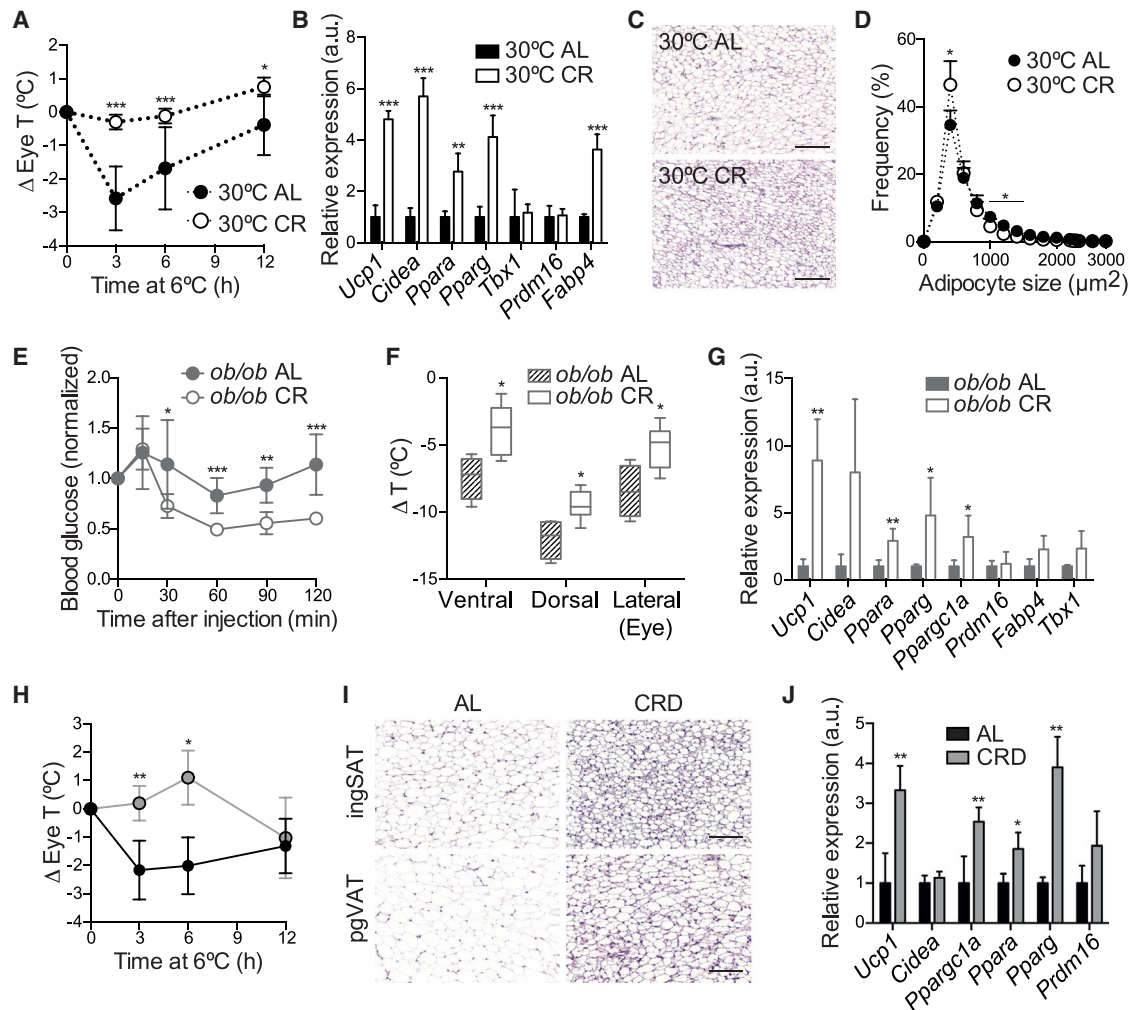 A
Δ Eye T (ºC)
2
1
0
-1
-2
-3
-4
***
***
*
30ºC AL
30ºC CR
0
3
6
9
12
Time at 6ºC (h)
B
Relative expression (a.u.)
8
6
4
2
0
30ºC AL
30ºC CR
***
***
**
***
***
Ucp1
Cidea
Ppara
Pparg
Tbx1
Prdm16
Fabp4
C
30ºC AL
30ºC CR
D
Frequency (%)
60
40
20
0
*
*
30ºC AL
30ºC CR
0
1000
2000
3000
Adipocyte size (µm2)
E
Blood glucose (normalized)
2.0
1.5
1.0
0.5
0.0
ob/ob AL
ob/ob CR
*
***
**
***
0
30
60
90
120
Time after injection (min)
F
Δ T (ºC)
0
-5
-10
-15
ob/ob AL
ob/ob CR
*
*
*
Ventral
Dorsal
Lateral
(Eye)
G
Relative expression (a.u.)
15
10
5
0
ob/ob AL
ob/ob CR
**
**
*
*
Ucp1
Cidea
Ppara
Pparg
Ppargc1a
Prdm16
Fabp4
Tbx1
H
Δ Eye T (ºC)
3
2
1
0
-1
-2
-3
-4
**
*
0
3
6
9
12
Time at 6ºC (h)
I
AL
CRD
ingSAT
pgVAT
J
Relative expression (a.u.)
5
4
3
2
1
0
AL
CRD
**
**
*
**
Ucp1
Cidea
Ppargc1a
Ppara
Pparg
Prdm16